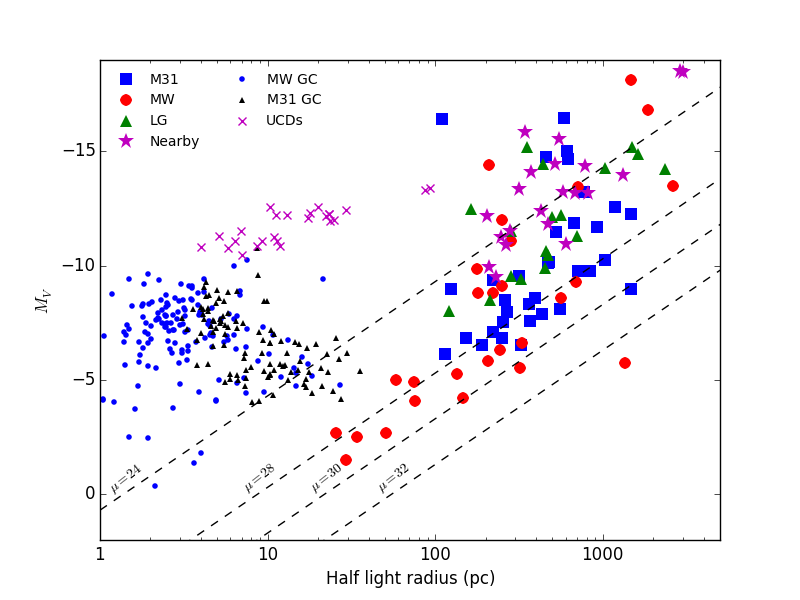 M31
MW
LG
Nearby
MW GC
M31 GC
UCDs
−15
−10
−5
0
M_V
μ=24
μ=28
μ=30
μ=32
1
10
100
1000
Half light radius (pc)